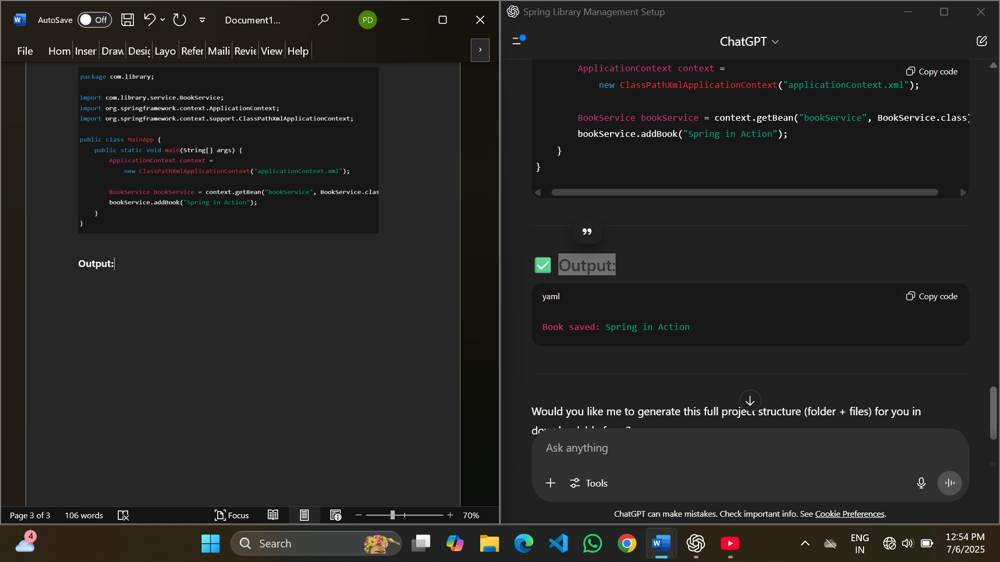 AutoSave Off Document1... PD
File Hom Inser Draw Desig Layo Refer Maili Revie View Help
package com.library;
import com.library.service.BookService;
import org.springframework.context.ApplicationContext;
import org.springframework.context.support.ClassPathXmlApplicationContext;
public class MainApp {
public static void main(String[] args) {
ApplicationContext context =
new ClassPathXmlApplicationContext("applicationContext.xml");
BookService bookService = context.getBean("bookService", BookService.clas
bookService.addBook("Spring in Action");
}
}
Output:
Page 3 of 3 106 words Focus 70%
Spring Library Management Setup
ChatGPT
ApplicationContext context =
Copy code
new ClassPathXmlApplicationContext("applicationContext.xml");
BookService bookService = context.getBean("bookService", BookService.class)
bookService.addBook("Spring in Action");
}
}
Output:
yaml Copy code
Book saved: Spring in Action
Would you like me to generate this full project structure (folder + files) for you in
Ask anything
Tools
ChatGPT can make mistakes. Check important info. See Cookie Preferences.
4
Search
ENG
IN
12:54 PM
7/6/2025